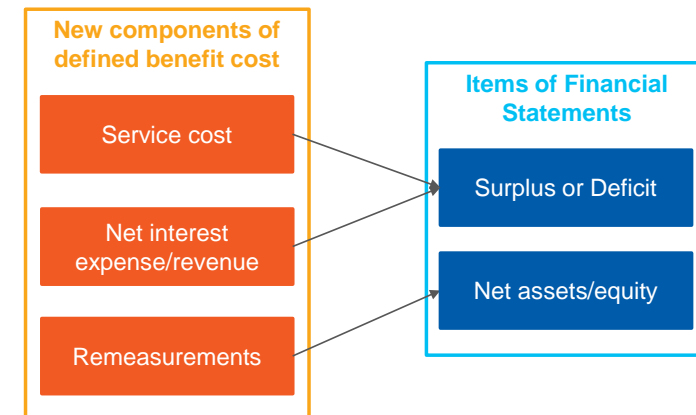 New components of
defined benefit cost
Service cost
Net interest
expense/revenue
Remeasurements
Items of Financial
Statements
Surplus or Deficit
Net assets/equity